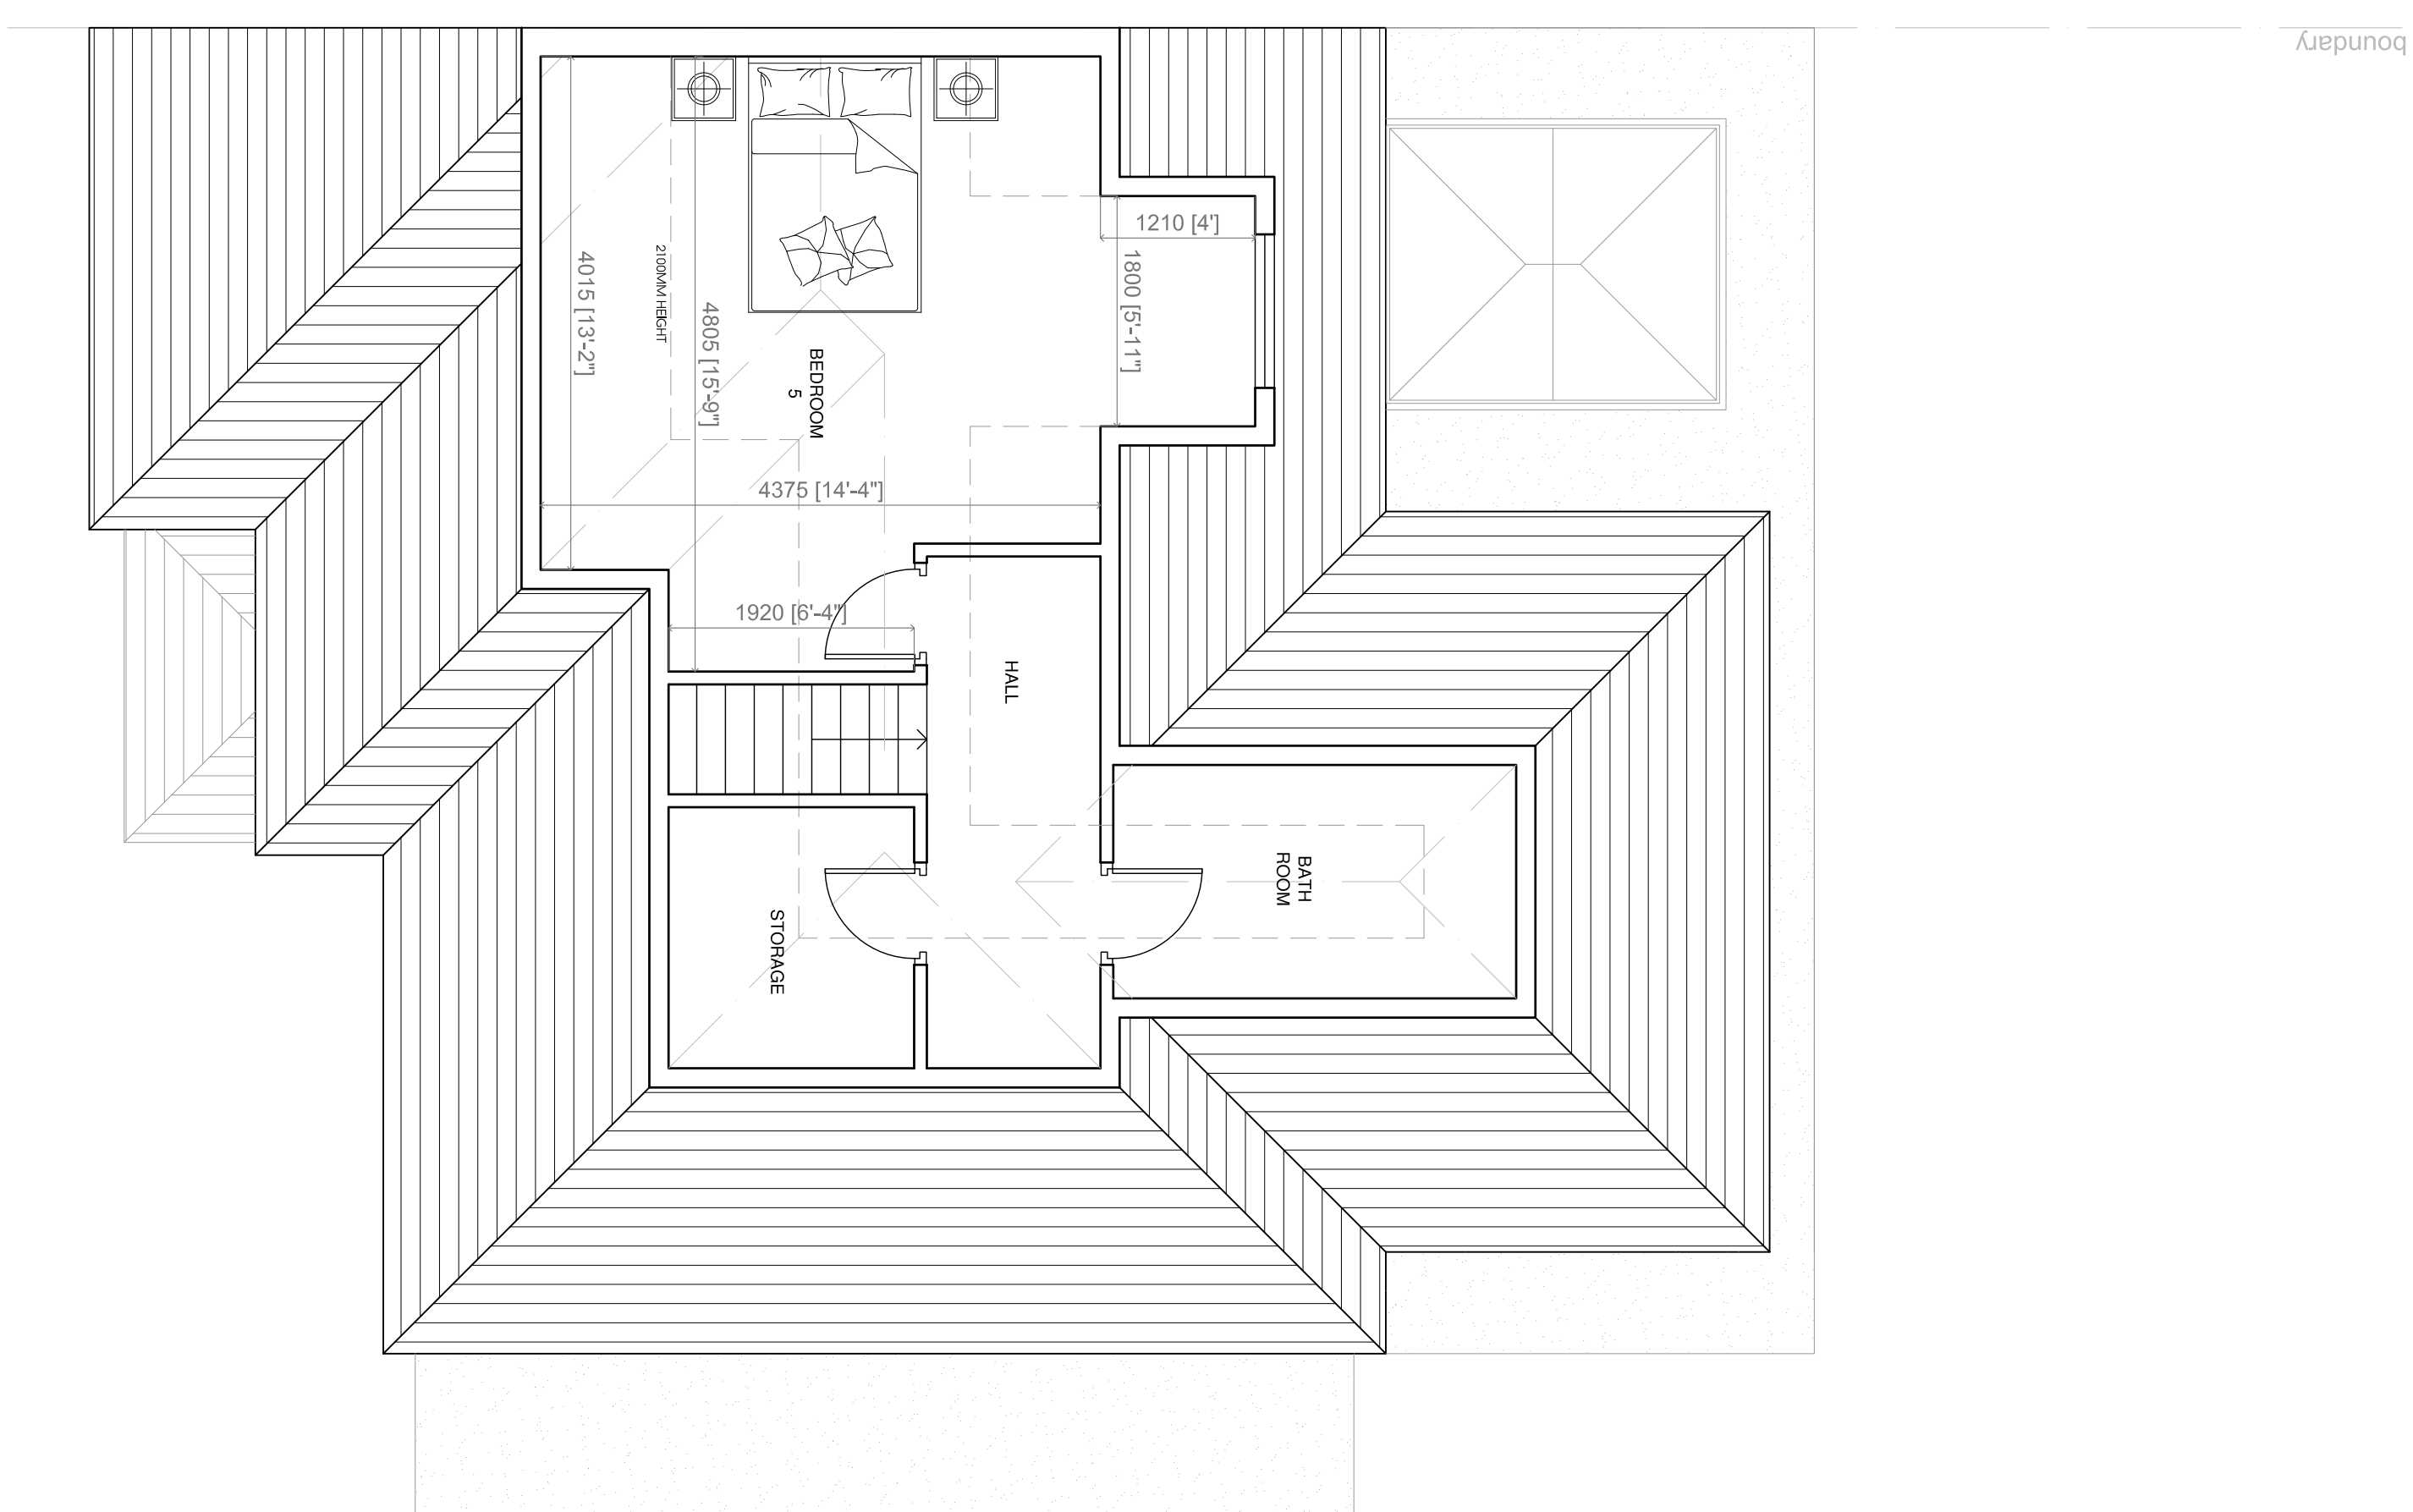 boundary
1210 [4']
1800 [5'-11"]
4015 [13'-2"]
2100MM HEIGHT
4805 [15'-9"]
BEDROOM
5
4375 [14'-4"]
1920 [6'-4"]
HALL
BATH
ROOM
STORAGE